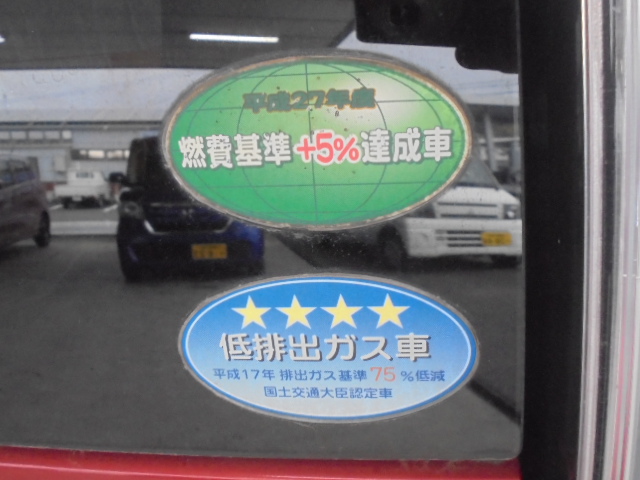 平成27年度
燃費基準+5%達成車
低排出ガス車
平成17年 排出ガス基準 75 %低減
国土交通大臣認定車